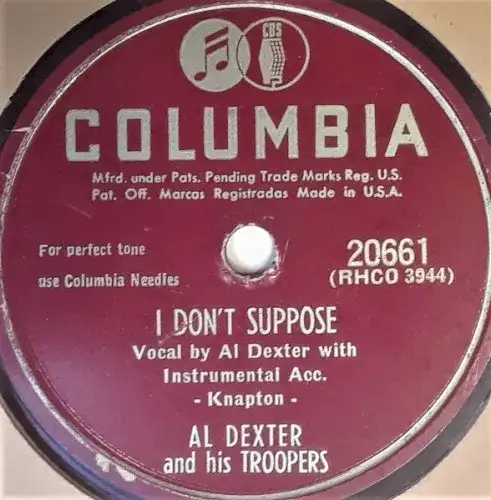 CBS
COLUMBIA
Mfrd. under Pats. Pending Trade Marks Reg. U.S.
Pat. Off. Marcas Registradas Made in U.S.A.
For perfect tone
use Columbia Needles
20661
(RHCO 3944)
I DON'T SUPPOSE
Vocal by Al Dexter with
Instrumental Acc.
- Knapton -
AL DEXTER
and his TROOPERS